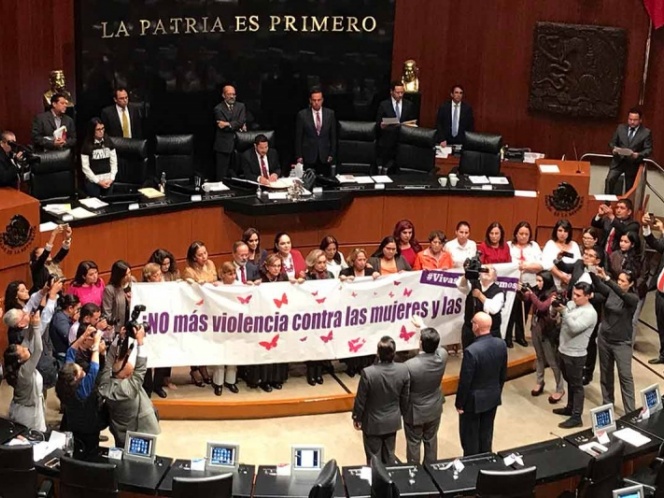 LA PATRIA ES PRIMERO
¡NO más violencia contra las mujeres y las
#Vivas